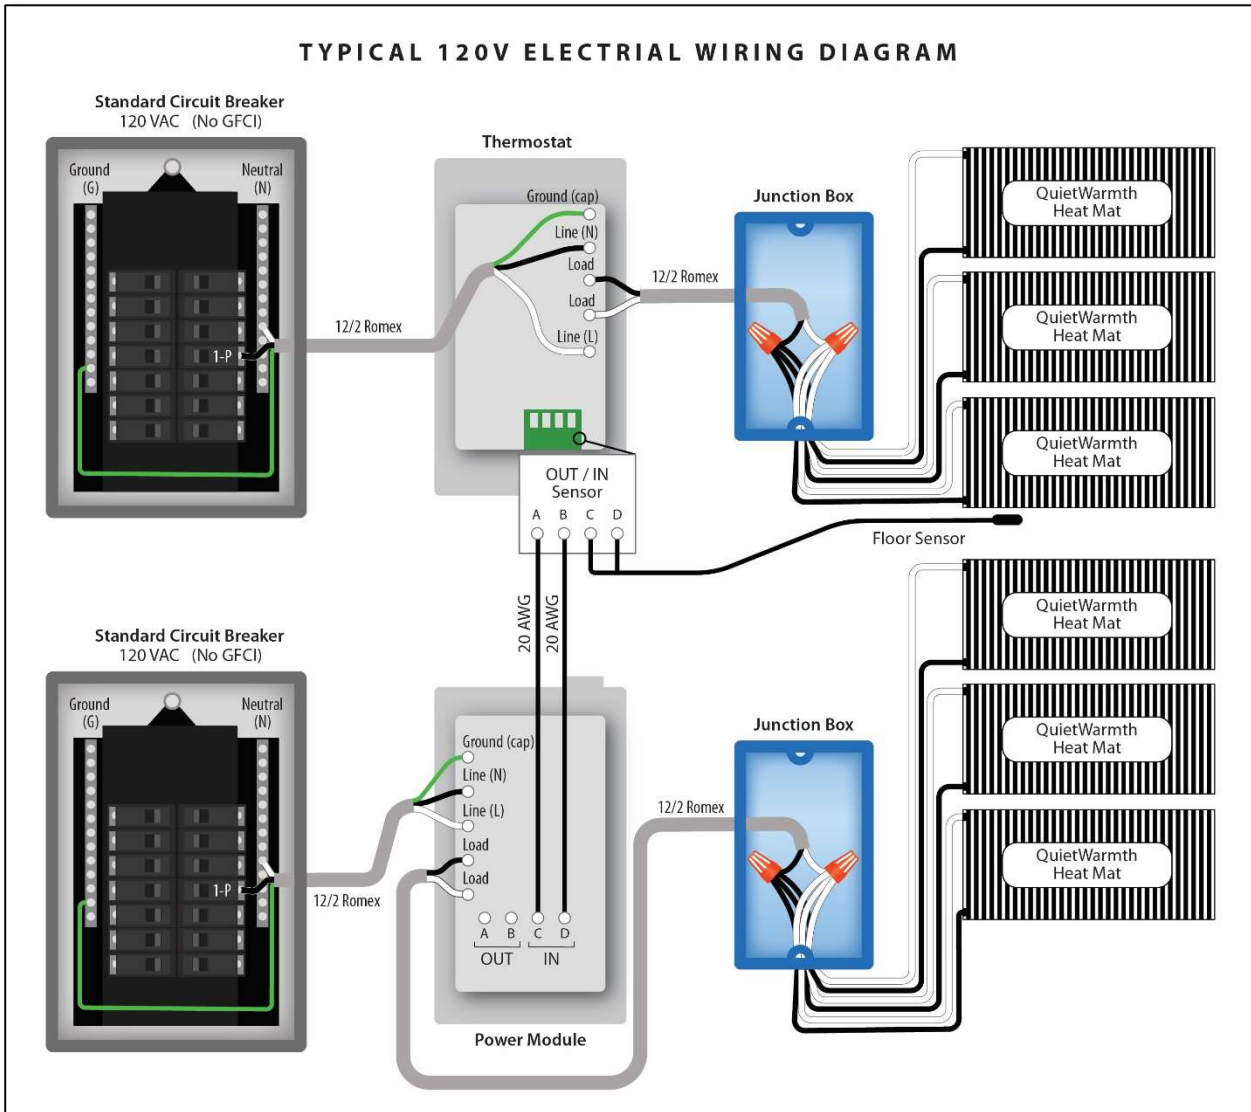 TYPICAL 120V ELECTRIAL WIRING DIAGRAM
Standard Circuit Breaker
120 VAC (No GFCI)
Ground
(G)
Neutral
(N)
1-P
12/2 Romex
Thermostat
Ground (cap)
Line (N)
Load
Load
Line (L)
12/2 Romex
Junction Box
QuietWarmth
Heat Mat
QuietWarmth
Heat Mat
QuietWarmth
Heat Mat
OUT / IN
Sensor
A B C D
Floor Sensor
20 AWG
20 AWG
Standard Circuit Breaker
120 VAC (No GFCI)
Ground
(G)
Neutral
(N)
1-P
12/2 Romex
Ground (cap)
Line (N)
Line (L)
Load
Load
A B C D
OUT IN
Power Module
12/2 Romex
Junction Box
QuietWarmth
Heat Mat
QuietWarmth
Heat Mat
QuietWarmth
Heat Mat